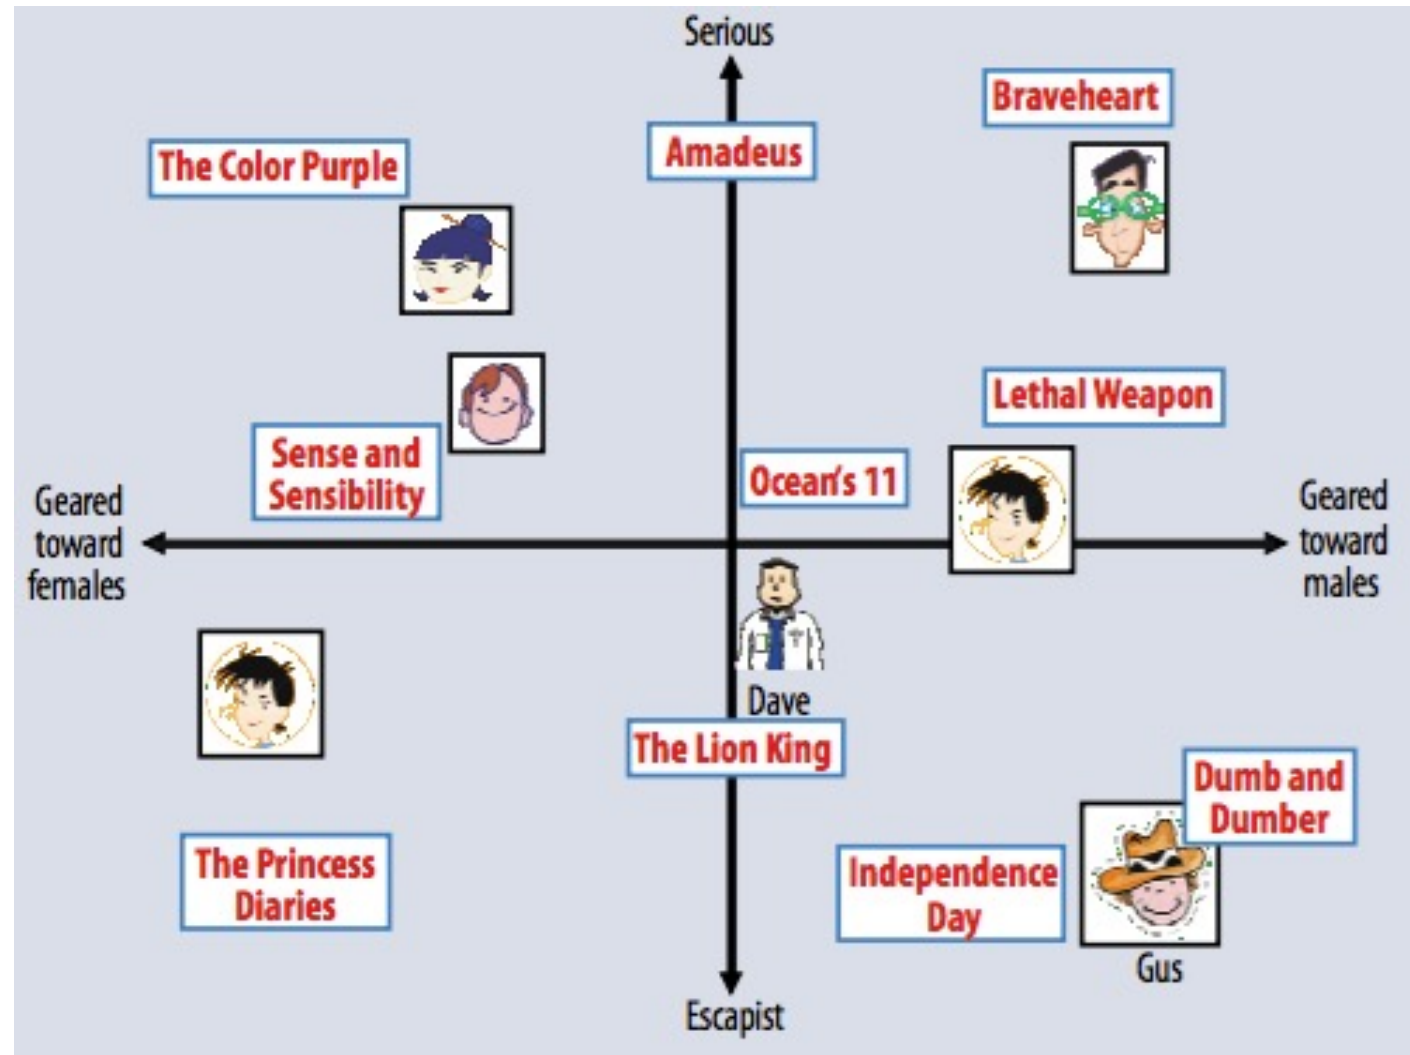 Serious
Braveheart
Amadeus
The Color Purple
Lethal Weapon
Sense and
Sensibility
Ocean's 11
Geared
toward
females
Geared
toward
males
Dave
The Lion King
Dumb and
Dumber
The Princess
Diaries
Independence
Day
Gus
Escapist